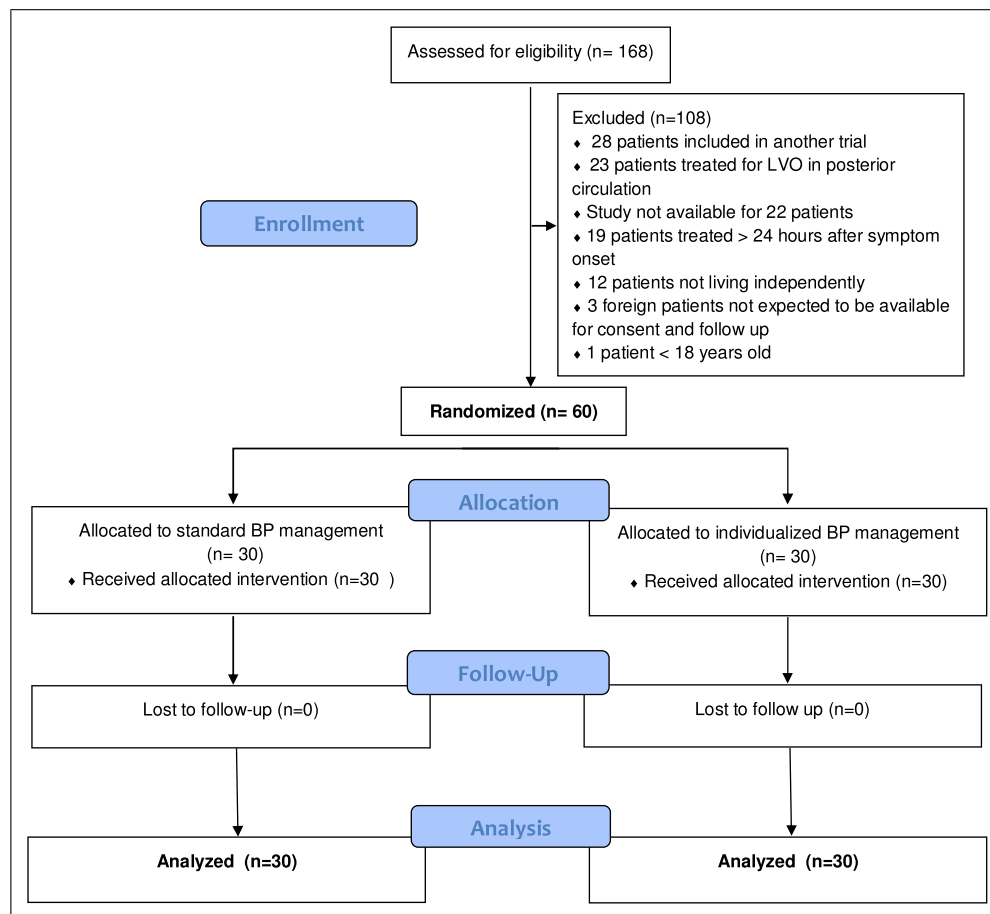 Assessed for eligibility (n= 168)
Excluded (n=108)
♦ 28 patients included in another trial
♦ 23 patients treated for LVO in posterior
circulation
♦ Study not available for 22 patients
♦ 19 patients treated > 24 hours after symptom
onset
♦ 12 patients not living independently
♦ 3 foreign patients not expected to be available
for consent and follow up
♦ 1 patient < 18 years old
Enrollment
Randomized (n= 60)
Allocation
Allocated to standard BP management
(n= 30)
♦ Received allocated intervention (n=30  )
Allocated to individualized BP management
(n= 30)
♦ Received allocated intervention (n=30)
Follow-Up
Lost to follow-up (n=0)
Lost to follow up (n=0)
Analysis
Analyzed  (n=30)
Analyzed  (n=30)